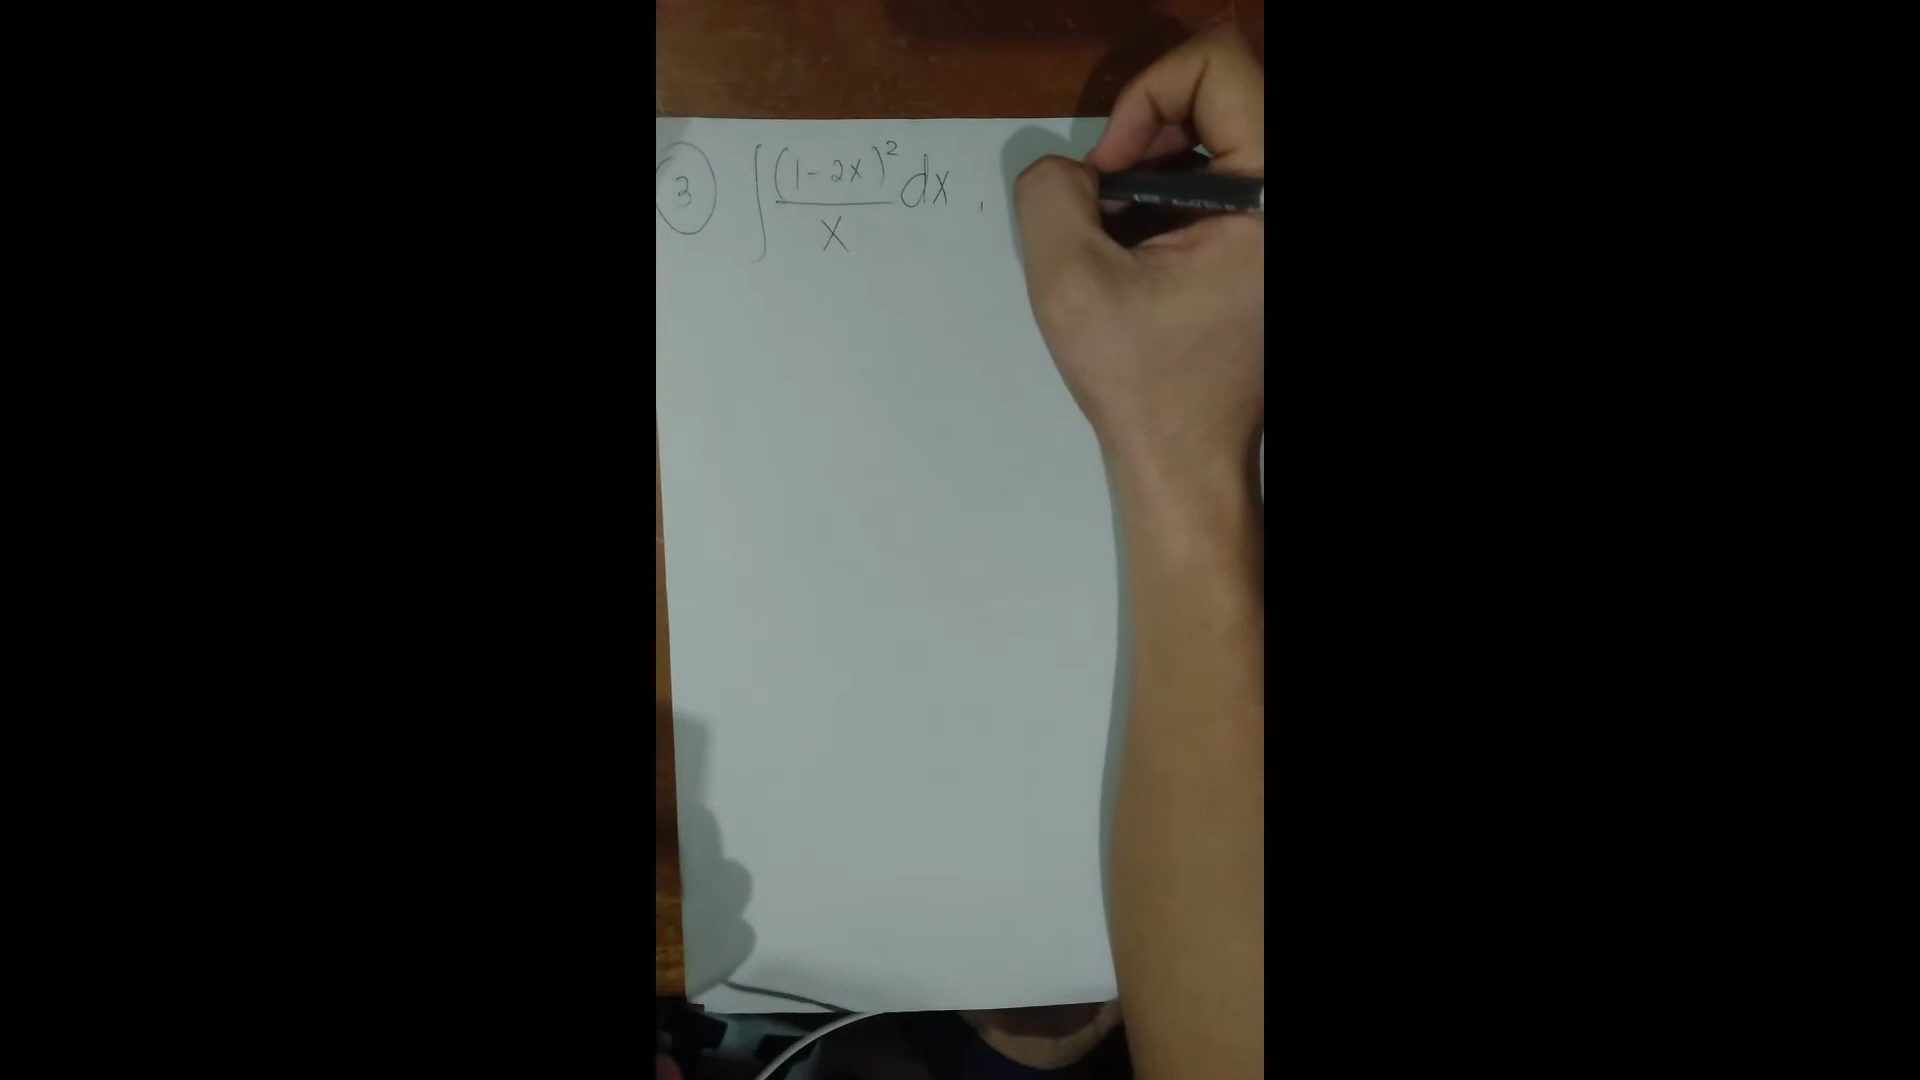 3 ∫ (1-2x)² / x dx ,